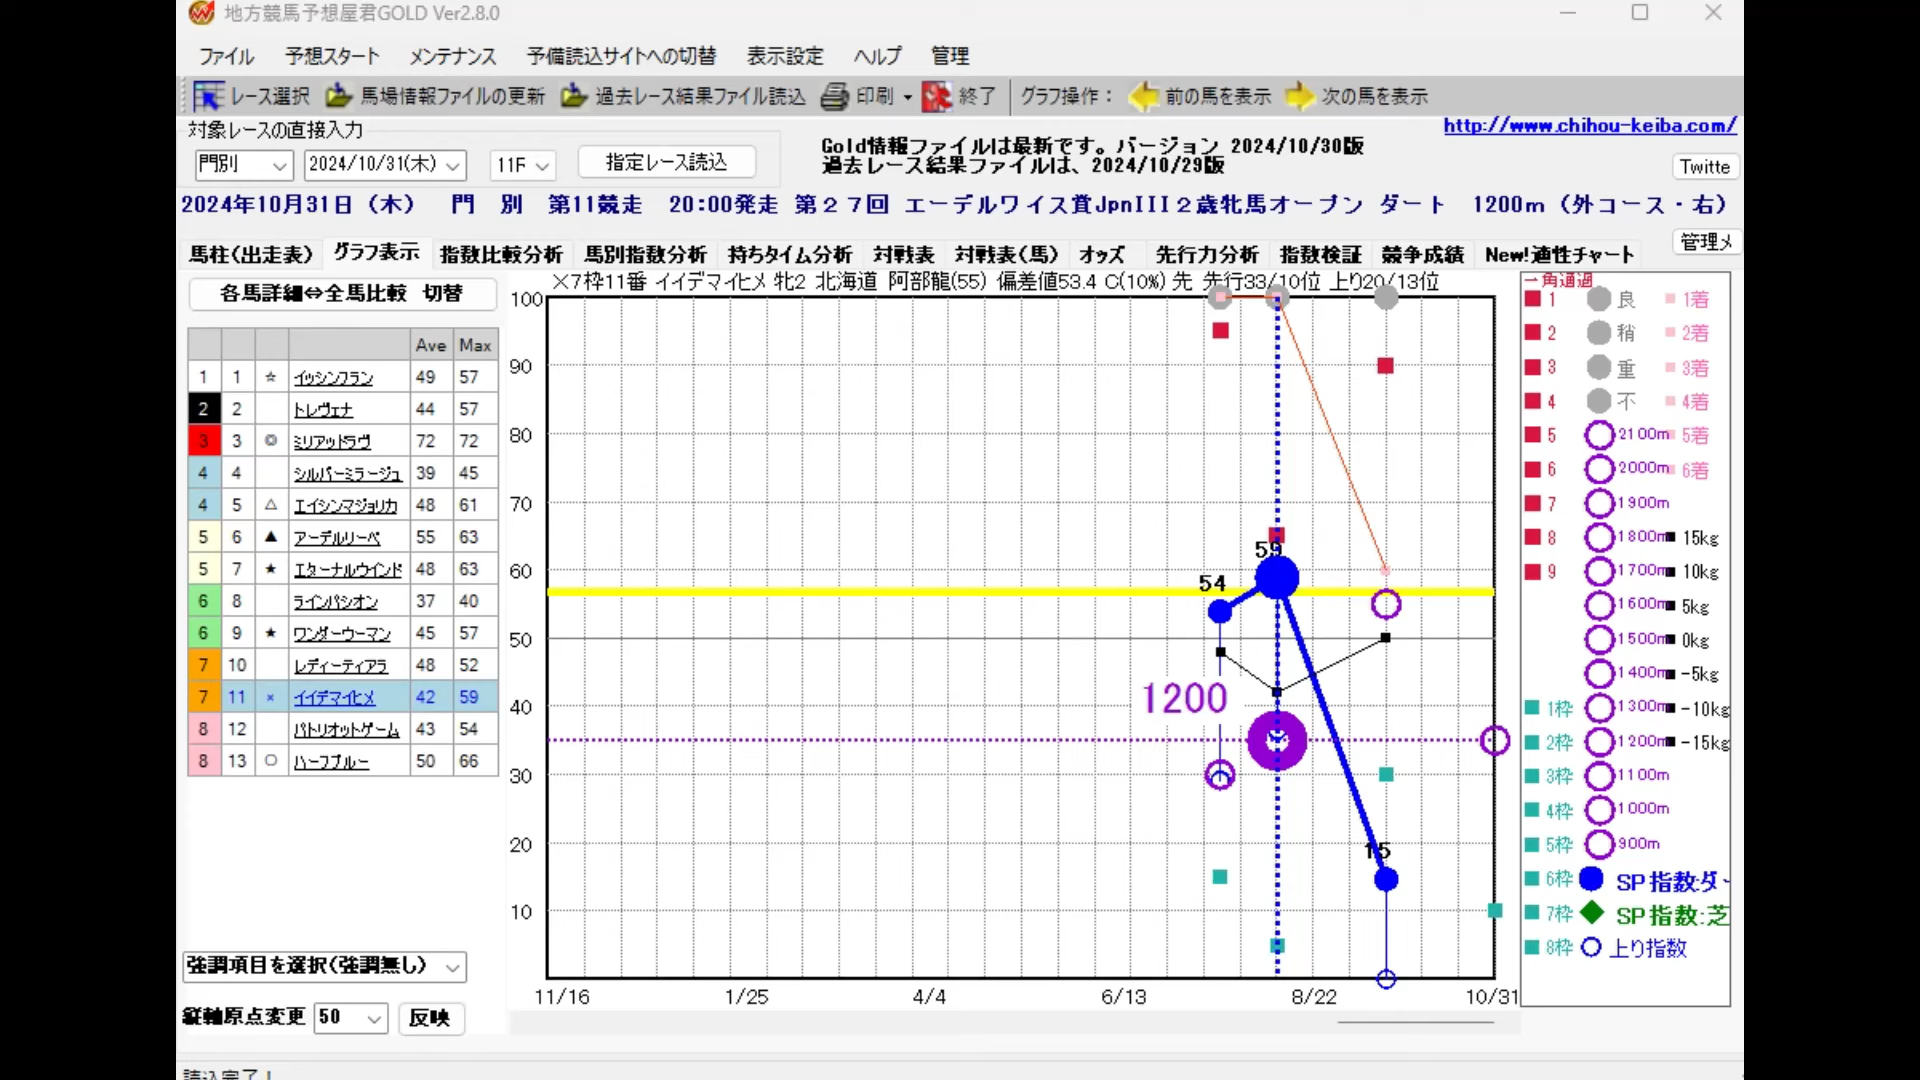 地方競馬予想屋君GOLD Ver2.8.0
ファイル 予想スタート メンテナンス 予備読込サイトへの切替 表示設定 ヘルプ 管理
レース選択 馬場情報ファイルの更新 過去レース結果ファイル読込 印刷 終了 グラフ操作： 前の馬を表示 次の馬を表示
対象レースの直接入力
http://www.chihou-keiba.com/
門別 2024/10/31(木) 11F 指定レース読込
Gold情報ファイルは最新です。バージョン 2024/10/30版
過去レース結果ファイルは、2024/10/29版
Twitte
2024年10月31日（木） 門 別 第11競走 20:00発走 第２７回 エーデルワイス賞JpnIII２歳牝馬オープン ダート 1200m（外コース・右）
管理メ
馬柱(出走表) グラフ表示 指数比較分析 馬別指数分析 持ちタイム分析 対戦表 対戦表(馬) オッズ 先行力分析 指数検証 競争成績 New!適性チャート
各馬詳細⇔全馬比較 切替
×7枠11番 イイデマイヒメ 牝2 北海道 阿部龍(55) 偏差値53.4 C(10%) 先 先行33/10位 上り20/13位
Ave Max
1 1 ☆ イッシンフラン 49 57
2 2 トレヴェナ 44 57
3 3 ◎ ミリアッドラヴ 72 72
4 4 シルバーミラージュ 39 45
4 5 △ エイシンマジョリカ 48 61
5 6 ▲ アーデルリーベ 55 63
5 7 ★ エターナルウインド 48 63
6 8 ラインパシオン 37 40
6 9 ★ ワンダーウーマン 45 57
7 10 レディーティアラ 48 52
7 11 × イイデマイヒメ 42 59
8 12 パトリオットゲーム 43 54
8 13 ○ ハーフブルー 50 66
強調項目を選択(強調無し)
縦軸原点変更 50 反映
100
90
80
70
60
50
40
30
20
10
54
59
15
1200
11/16 1/25 4/4 6/13 8/22 10/31
一角通過
1 良 1着
2 稍 2着
3 重 3着
4 不 4着
5 2100m 5着
6 2000m 6着
7 1900m
8 1800m 15kg
9 1700m 10kg
1600m 5kg
1500m 0kg
1400m -5kg
1枠 1300m -10kg
2枠 1200m -15kg
3枠 1100m
4枠 1000m
5枠 900m
6枠 SP指数:ダ
7枠 SP指数:芝
8枠 上り指数
読込完了！